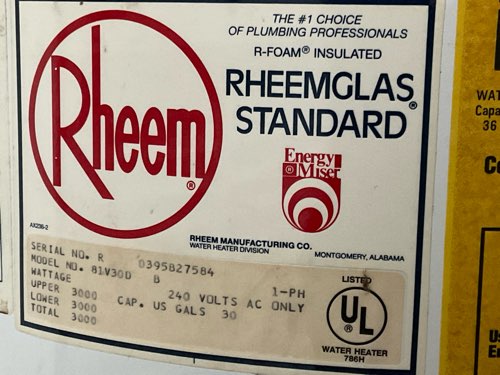 THE #1 CHOICE
OF PLUMBING PROFESSIONALS
R-FOAM® INSULATED
Rheem®
RHEEMGLAS®
STANDARD
Energy
® Miser
AX236-2
RHEEM MANUFACTURING CO.
WATER HEATER DIVISION
MONTGOMERY, ALABAMA
SERIAL NO. R 0395B27584
MODEL NO. 81V30D B
WATTAGE 1-PH
UPPER 3000 240 VOLTS AC ONLY
LOWER 3000 CAP. US GALS 30
TOTAL 3000
LISTED
UL ®
WATER HEATER
786H
WAT
Capa
36